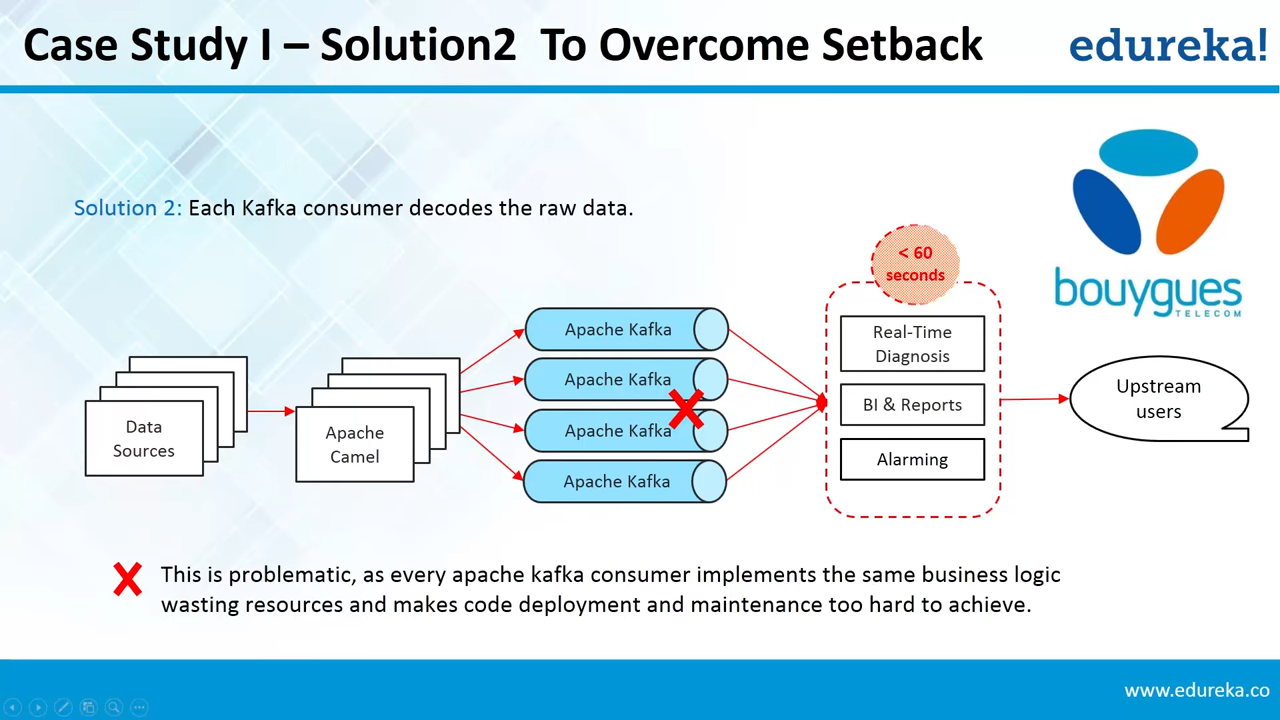 Case Study I – Solution2  To Overcome Setback
edureka!
Solution 2: Each Kafka consumer decodes the raw data.
bouygues
TELECOM
< 60
seconds
Data
Sources
Apache
Camel
Apache Kafka
Apache Kafka
Apache Kafka
Apache Kafka
Real-Time
Diagnosis
BI & Reports
Alarming
Upstream
users
This is problematic, as every apache kafka consumer implements the same business logic
wasting resources and makes code deployment and maintenance too hard to achieve.
www.edureka.co